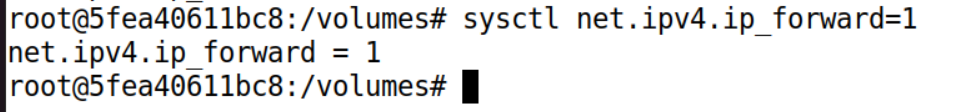 root@5fea40611bc8:/volumes# sysctl net.ipv4.ip_forward=1
net.ipv4.ip_forward = 1
root@5fea40611bc8:/volumes#